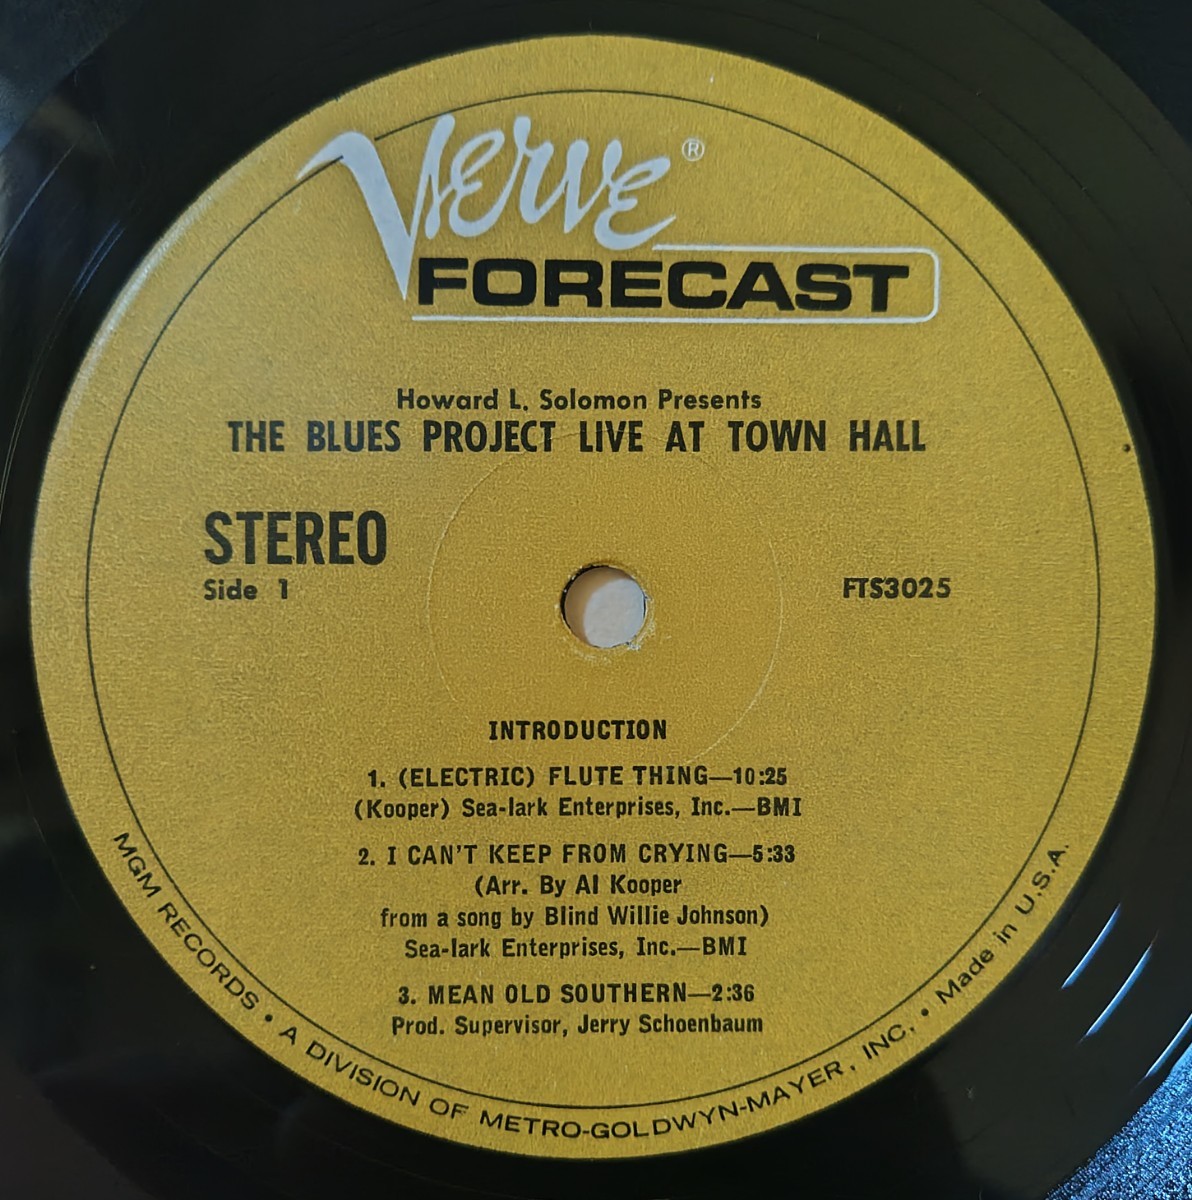 Verve ®
FORECAST
Howard L. Solomon Presents
THE BLUES PROJECT LIVE AT TOWN HALL
STEREO
Side 1
FTS3025
INTRODUCTION
1. (ELECTRIC) FLUTE THING—10:25
(Kooper) Sea-lark Enterprises, Inc.—BMI
2. I CAN'T KEEP FROM CRYING—5:33
(Arr. By Al Kooper
from a song by Blind Willie Johnson)
Sea-lark Enterprises, Inc.—BMI
3. MEAN OLD SOUTHERN—2:36
Prod. Supervisor, Jerry Schoenbaum
MGM RECORDS • A DIVISION OF METRO-GOLDWYN-MAYER, INC. • Made in U.S.A.